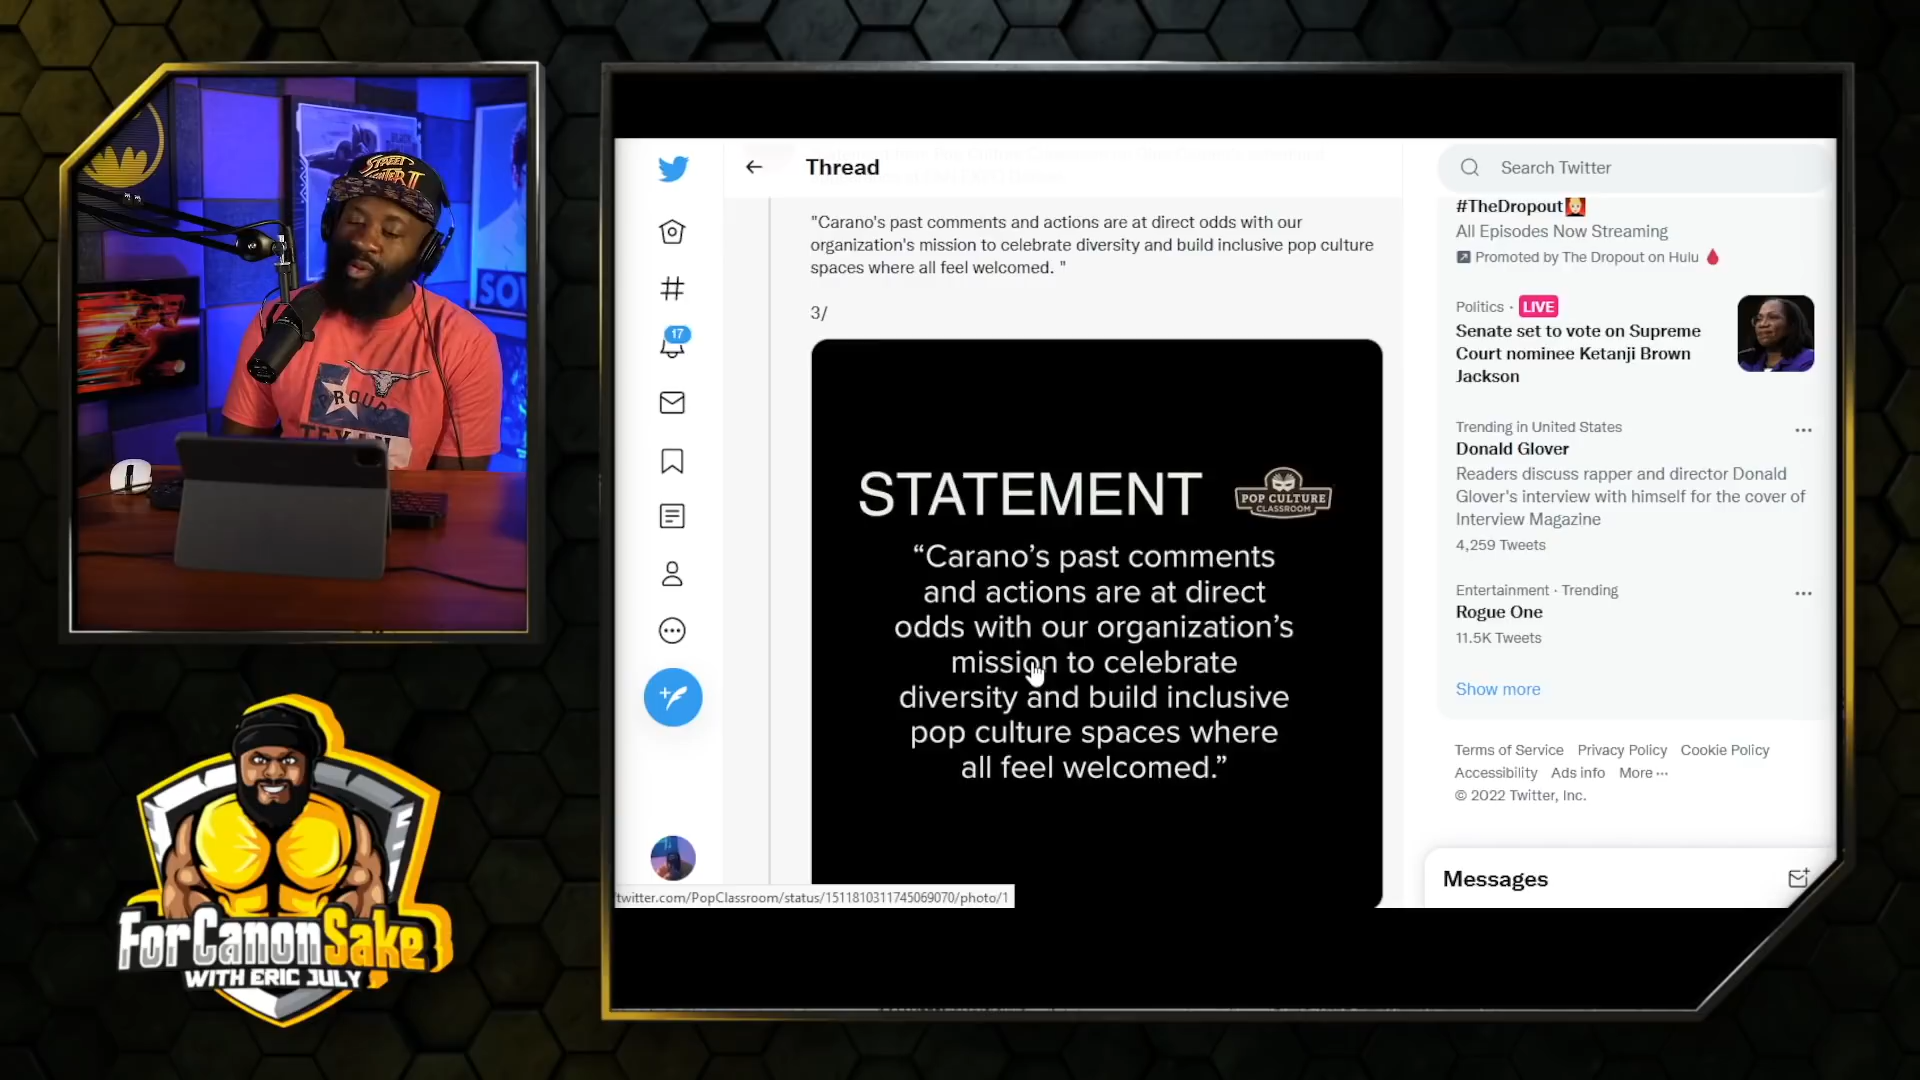 STREET
FIGHTER II
PROUD
TEXAN
SOV
ForCanonSake
WITH ERIC JULY
17
Thread
"Carano's past comments and actions are at direct odds with our
organization's mission to celebrate diversity and build inclusive pop culture
spaces where all feel welcomed. "
3/
STATEMENT
POP CULTURE
CLASSROOM
“Carano’s past comments
and actions are at direct
odds with our organization’s
mission to celebrate
diversity and build inclusive
pop culture spaces where
all feel welcomed.”
twitter.com/PopClassroom/status/1511810311745069070/photo/1
Search Twitter
#TheDropout
All Episodes Now Streaming
Promoted by The Dropout on Hulu
Politics · LIVE
Senate set to vote on Supreme
Court nominee Ketanji Brown
Jackson
Trending in United States
Donald Glover
Readers discuss rapper and director Donald
Glover's interview with himself for the cover of
Interview Magazine
4,259 Tweets
Entertainment · Trending
Rogue One
11.5K Tweets
Show more
Terms of Service Privacy Policy Cookie Policy
Accessibility Ads info More ···
© 2022 Twitter, Inc.
Messages